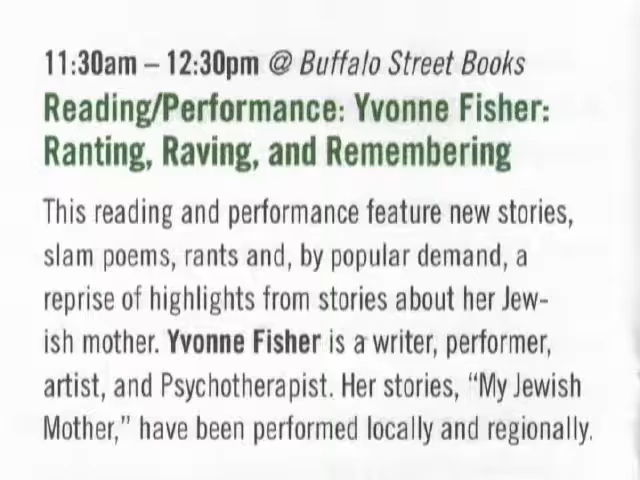 11:30am – 12:30pm @ Buffalo Street Books
Reading/Performance: Yvonne Fisher:
Ranting, Raving, and Remembering
This reading and performance feature new stories,
slam poems, rants and, by popular demand, a
reprise of highlights from stories about her Jew-
ish mother. Yvonne Fisher is a writer, performer,
artist, and Psychotherapist. Her stories, “My Jewish
Mother,” have been performed locally and regionally.